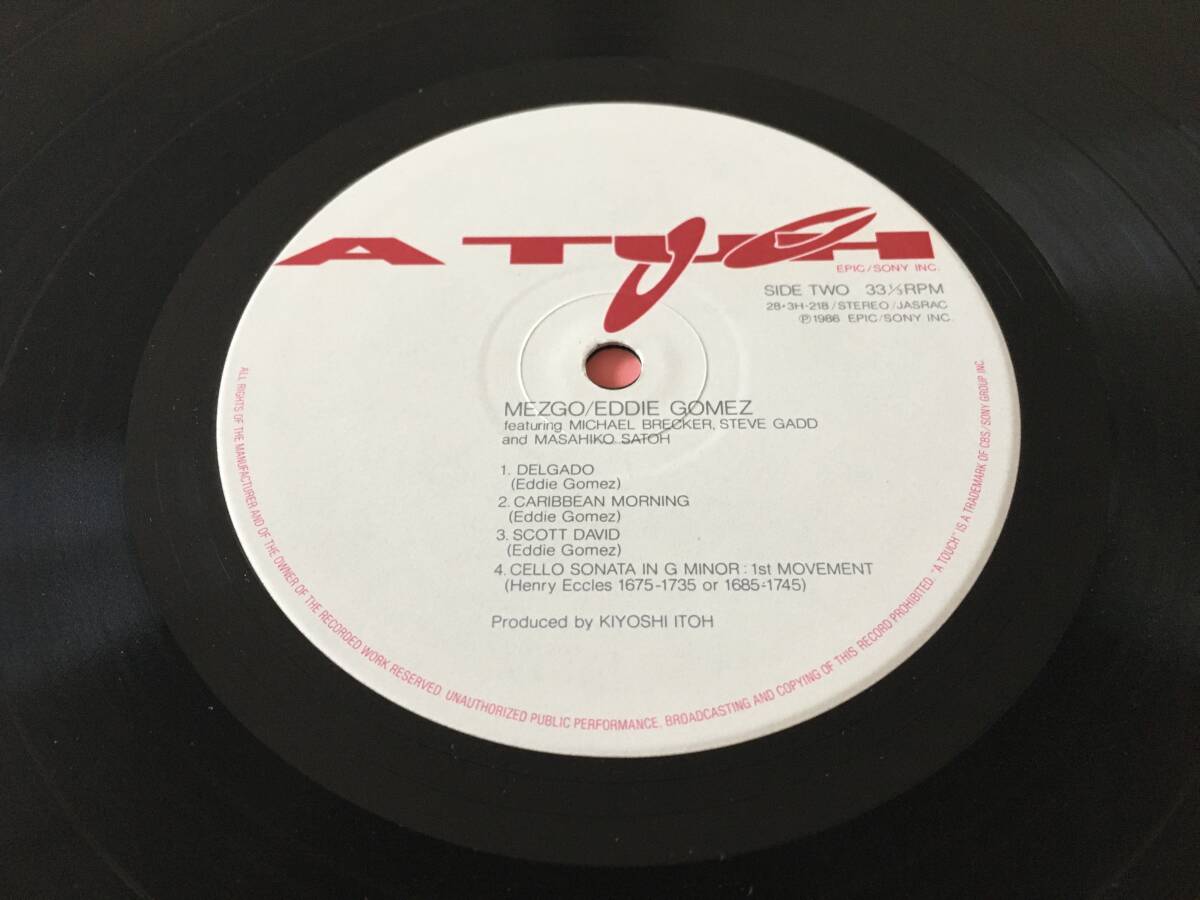 A TOUCH
EPIC/SONY INC.
SIDE TWO 33⅓RPM
28・3H-218/STEREO/JASRAC
Ⓟ1986 EPIC/SONY INC.
MEZGO/EDDIE GOMEZ
featuring MICHAEL BRECKER, STEVE GADD
and MASAHIKO SATOH
1. DELGADO
(Eddie Gomez)
2. CARIBBEAN MORNING
(Eddie Gomez)
3. SCOTT DAVID
(Eddie Gomez)
4. CELLO SONATA IN G MINOR : 1st MOVEMENT
(Henry Eccles 1675-1735 or 1685-1745)
Produced by KIYOSHI ITOH
ALL RIGHTS OF THE MANUFACTURER AND OF THE OWNER OF THE RECORDED WORK RESERVED. UNAUTHORIZED PUBLIC PERFORMANCE, BROADCASTING AND COPYING OF THIS RECORD PROHIBITED. "A TOUCH" IS A TRADEMARK OF CBS/SONY GROUP INC.